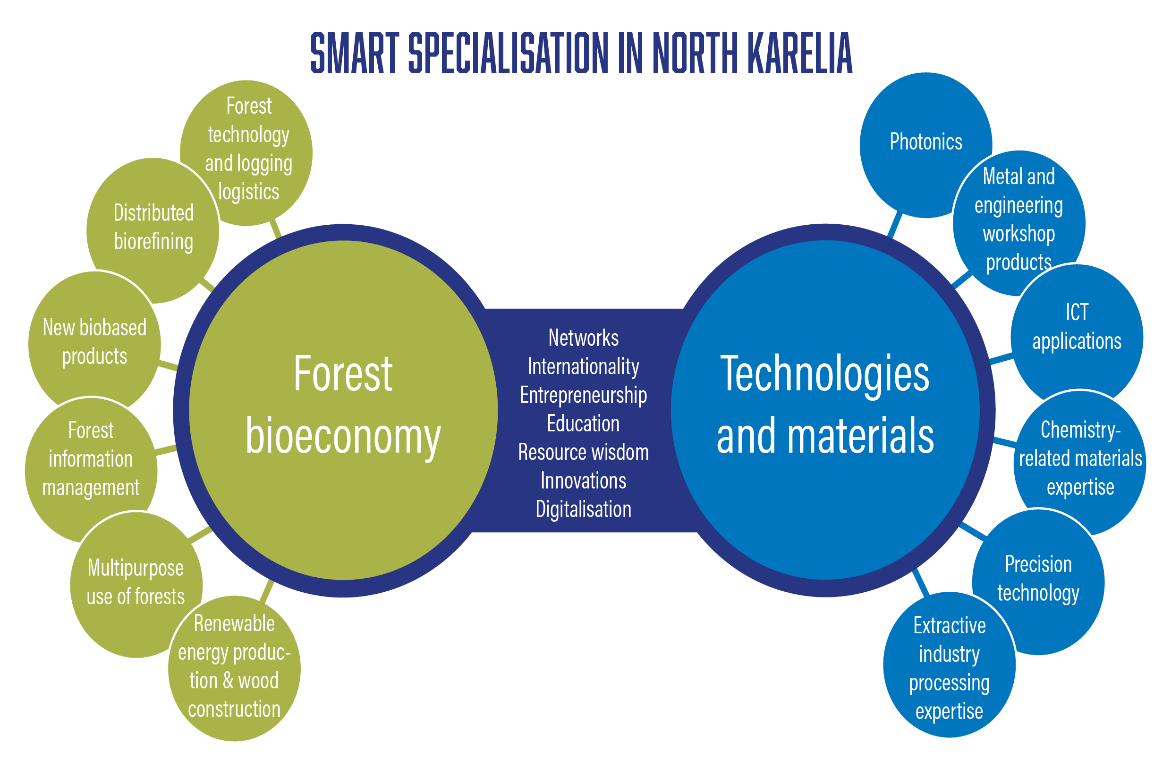 SMART SPECIALISATION IN NORTH KARELIA
Forest
technology
and logging
logistics
Distributed
biorefining
New biobased
products
Forest
information
management
Multipurpose
use of forests
Renewable
energy produc-
tion & wood
construction
Forest
bioeconomy
Networks
Internationality
Entrepreneurship
Education
Resource wisdom
Innovations
Digitalisation
Technologies
and materials
Photonics
Metal and
engineering
workshop
products
ICT
applications
Chemistry-
related materials
expertise
Precision
technology
Extractive
industry
processing
expertise